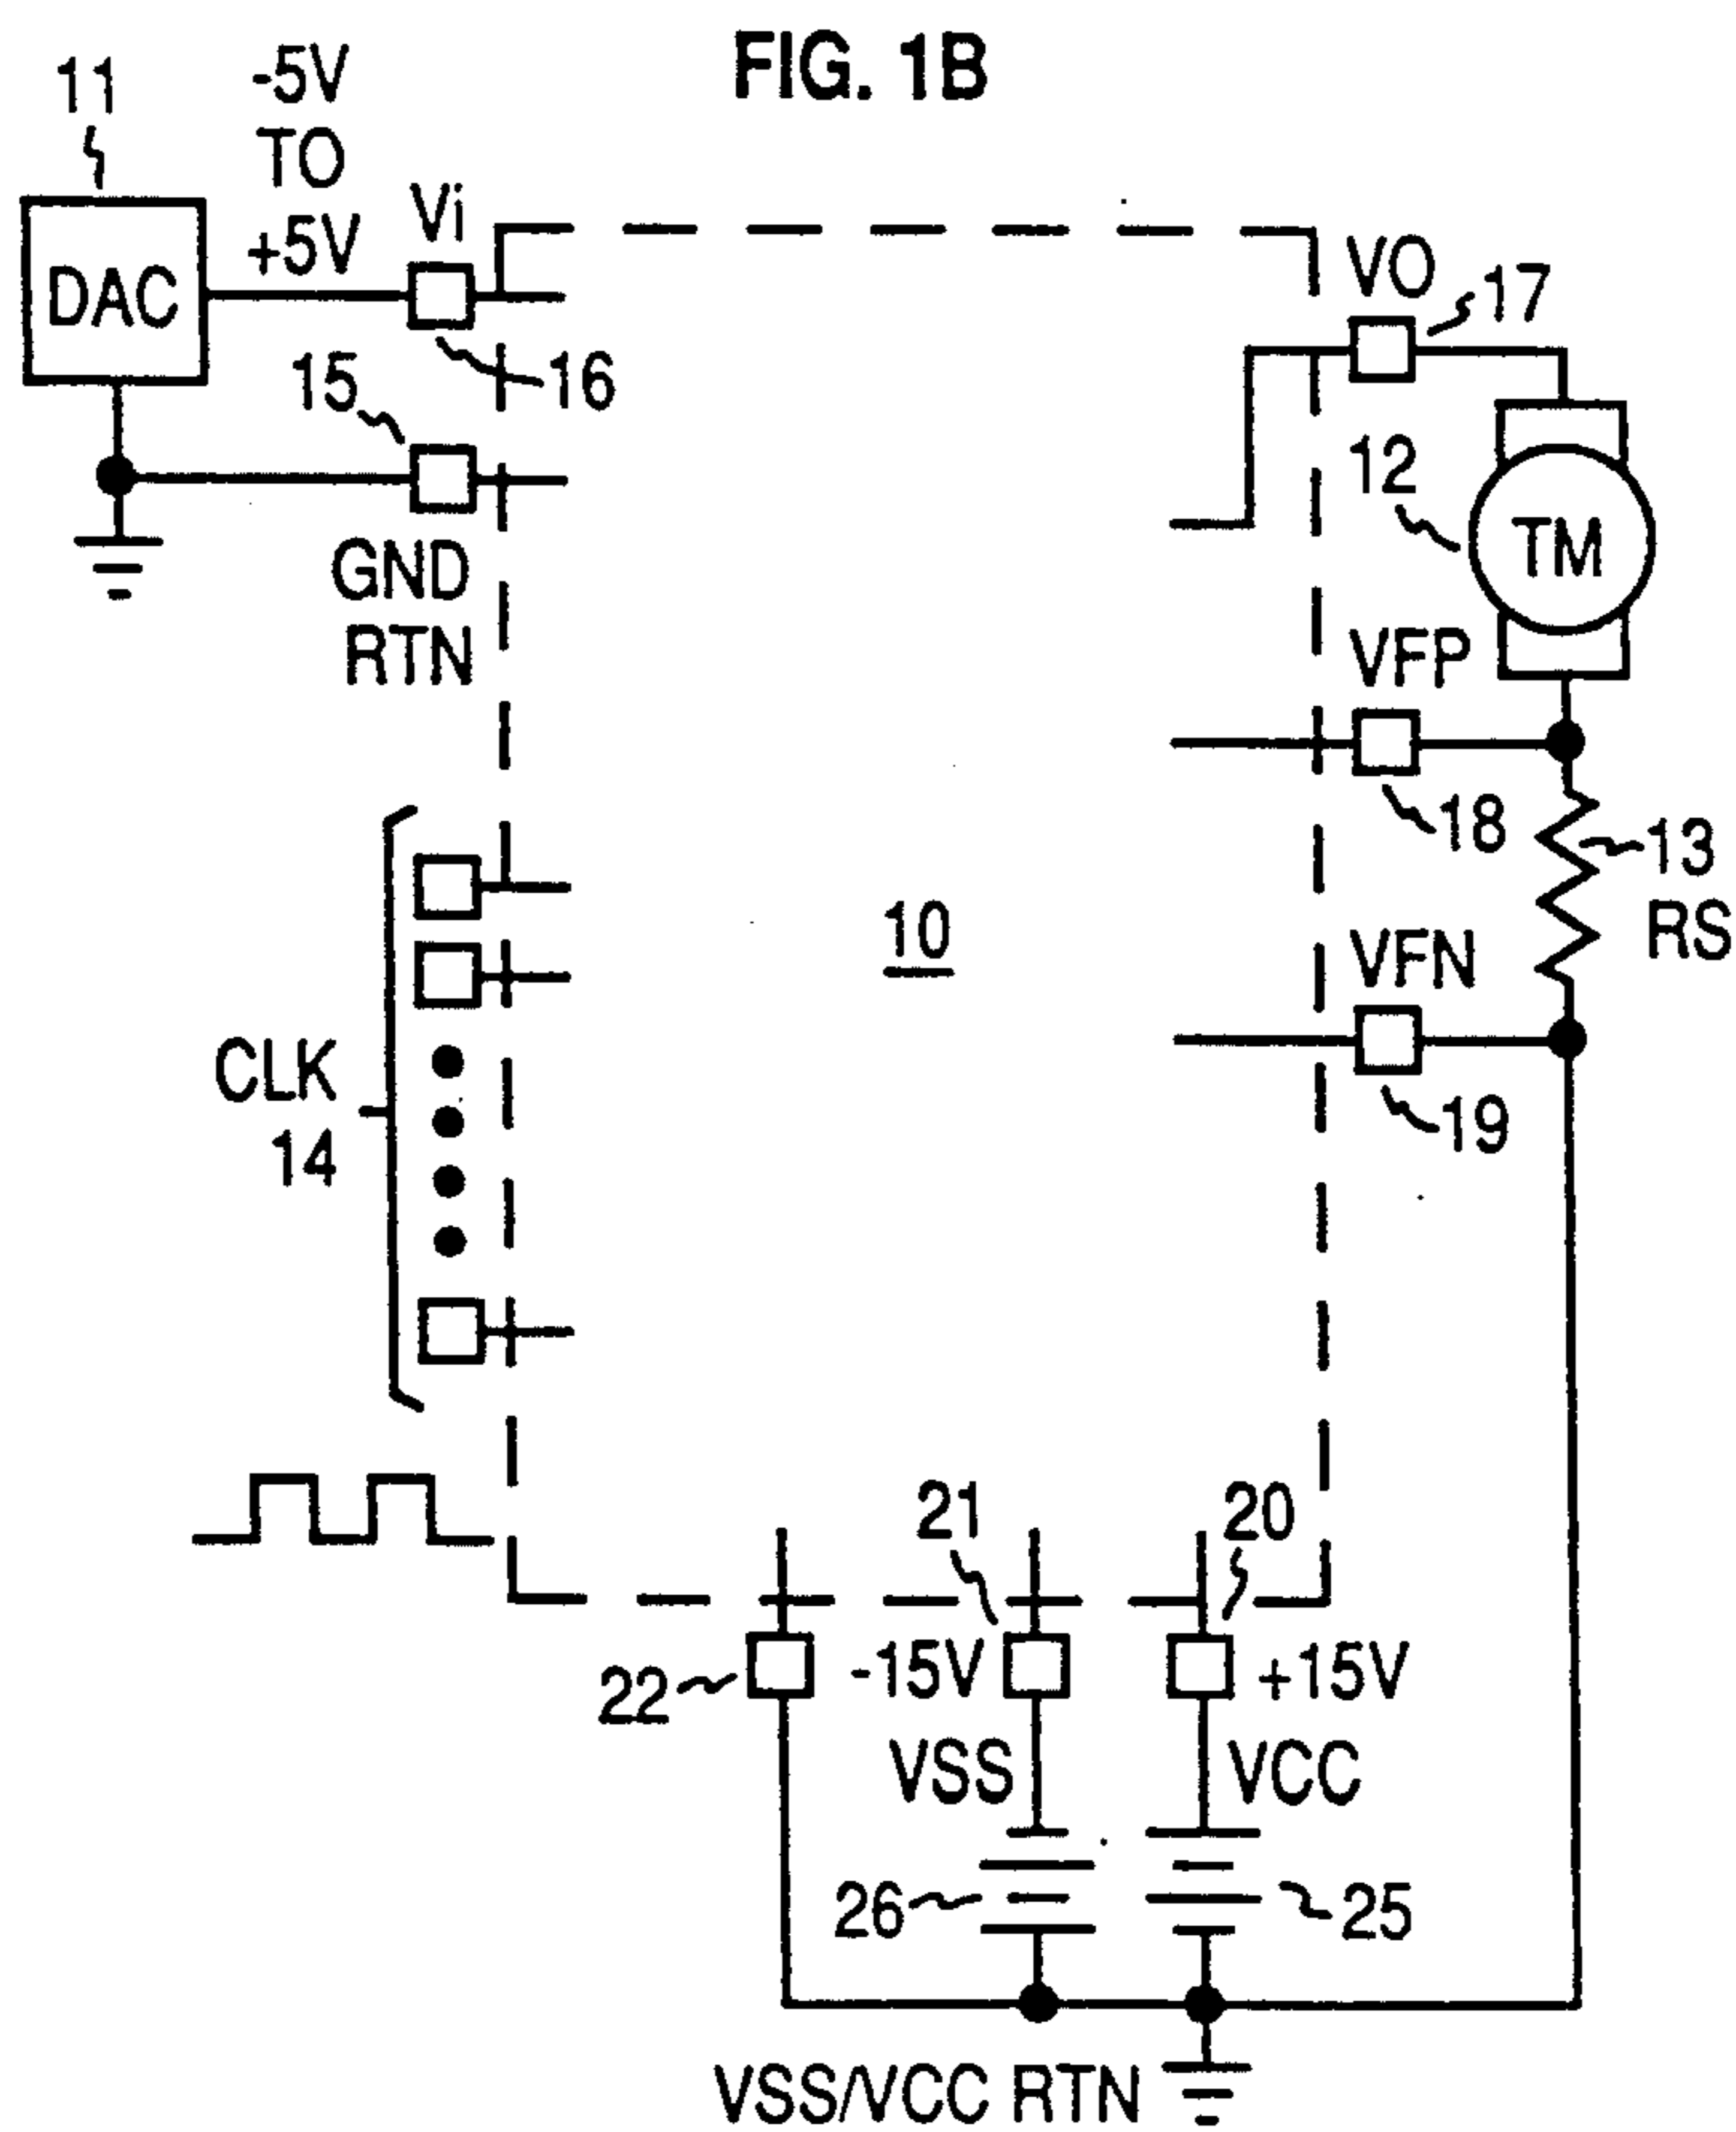 FIG. 1B
11
-5V
TO
+5V
Vi
DAC
16
15
GND
RTN
VO
17
12
TM
VFP
18
13
RS
10
VFN
19
CLK
14
21
20
22
-15V
+15V
VSS
VCC
26
25
VSS/VCC RTN